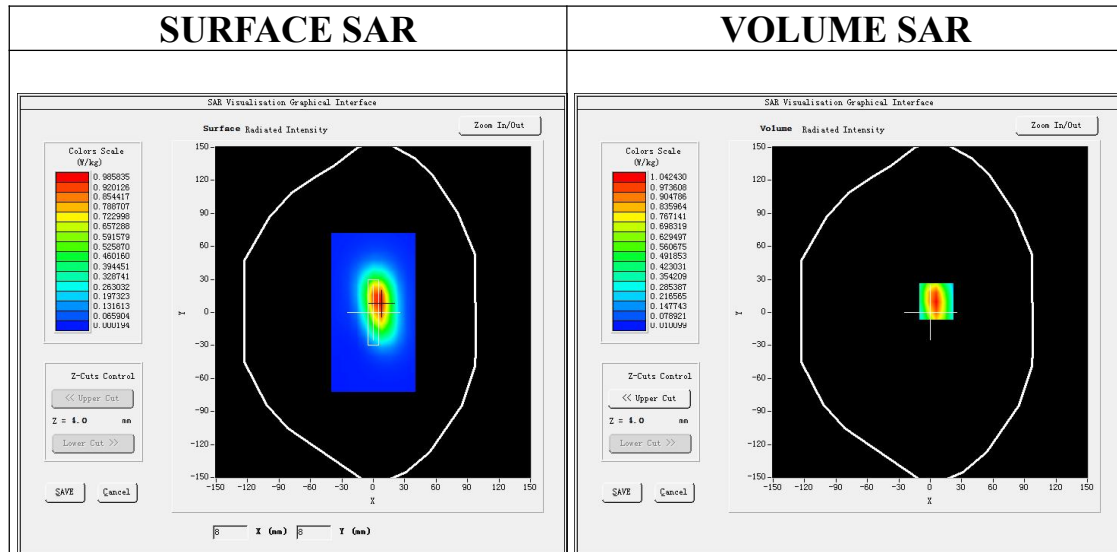 SURFACE SAR
VOLUME SAR
SAR Visualisation Graphical Interface
Surface Radiated Intensity
Zoom In/Out
Colors Scale
(W/kg)
0.985835
0.920126
0.854417
0.788707
0.722998
0.657288
0.591579
0.525870
0.460160
0.394451
0.328741
0.263032
0.197323
0.131613
0.065904
0.000194
150
120
90
60
30
0
-30
-60
-90
-120
-150
Y
-150 -120 -90 -60 -30 0 30 60 90 120 150
X
Z-Cuts Control
<< Upper Cut
Z = 4.0 mm
Lower Cut >>
SAVE Cancel
8 X (mm) 8 Y (mm)
SAR Visualisation Graphical Interface
Volume Radiated Intensity
Zoom In/Out
Colors Scale
(W/kg)
1.042430
0.973608
0.904786
0.835964
0.767141
0.698319
0.629497
0.560675
0.491853
0.423031
0.354209
0.285387
0.216565
0.147743
0.078921
0.010099
150
120
90
60
30
0
-30
-60
-90
-120
-150
Y
-150 -120 -90 -60 -30 0 30 60 90 120 150
X
Z-Cuts Control
<< Upper Cut
Z = 4.0 mm
Lower Cut >>
SAVE Cancel